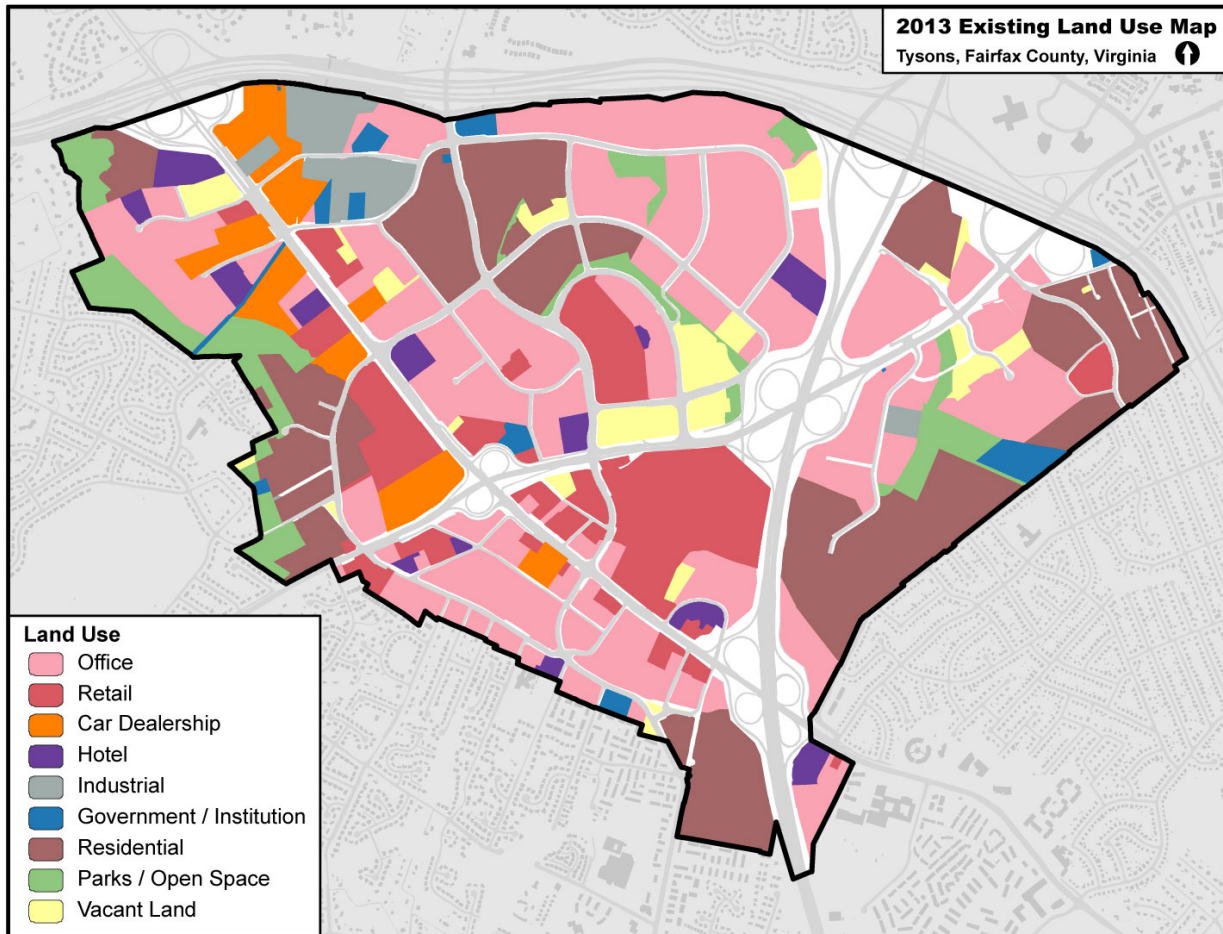 2013 Existing Land Use Map
Tysons, Fairfax County, Virginia
Land Use
Office
Retail
Car Dealership
Hotel
Industrial
Government / Institution
Residential
Parks / Open Space
Vacant Land